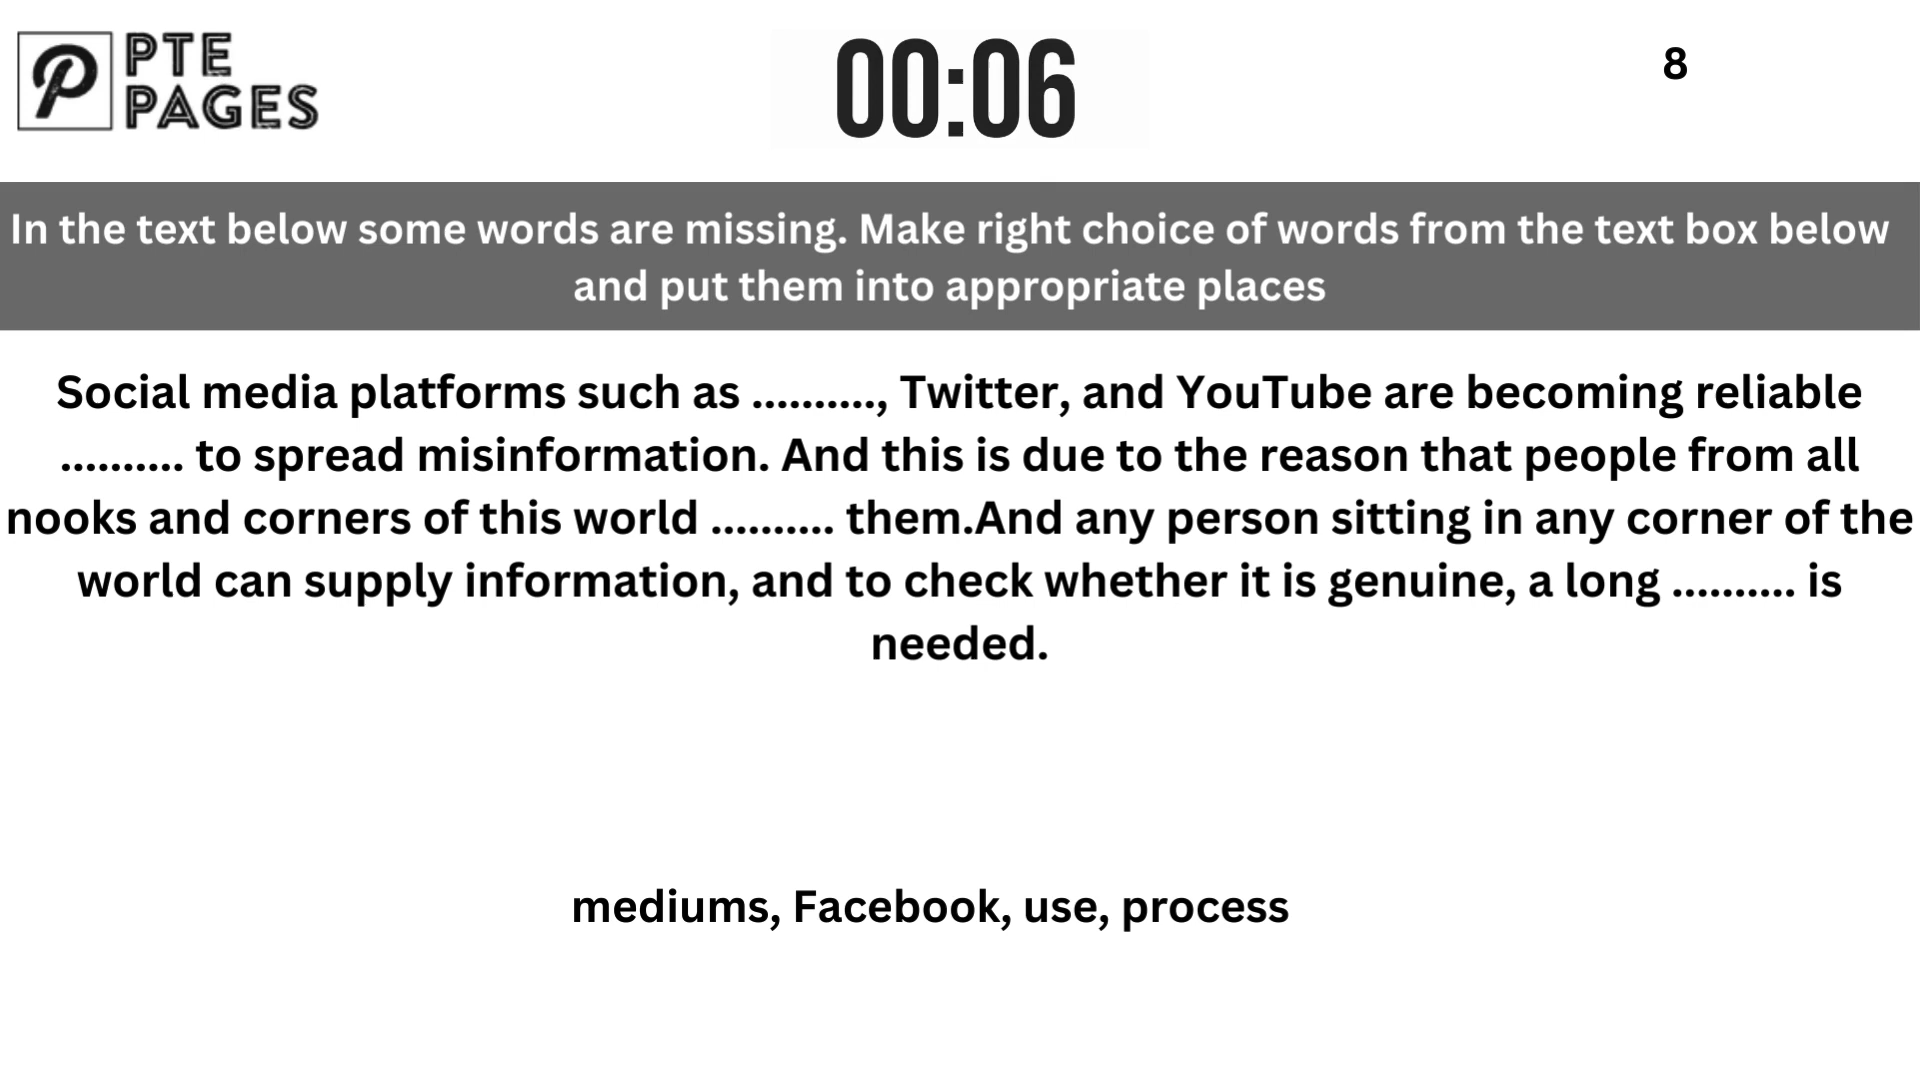 PTE
PAGES
00:06
8
In the text below some words are missing. Make right choice of words from the text box below
and put them into appropriate places
Social media platforms such as .........., Twitter, and YouTube are becoming reliable
.......... to spread misinformation. And this is due to the reason that people from all
nooks and corners of this world .......... them.And any person sitting in any corner of the
world can supply information, and to check whether it is genuine, a long .......... is
needed.
mediums, Facebook, use, process